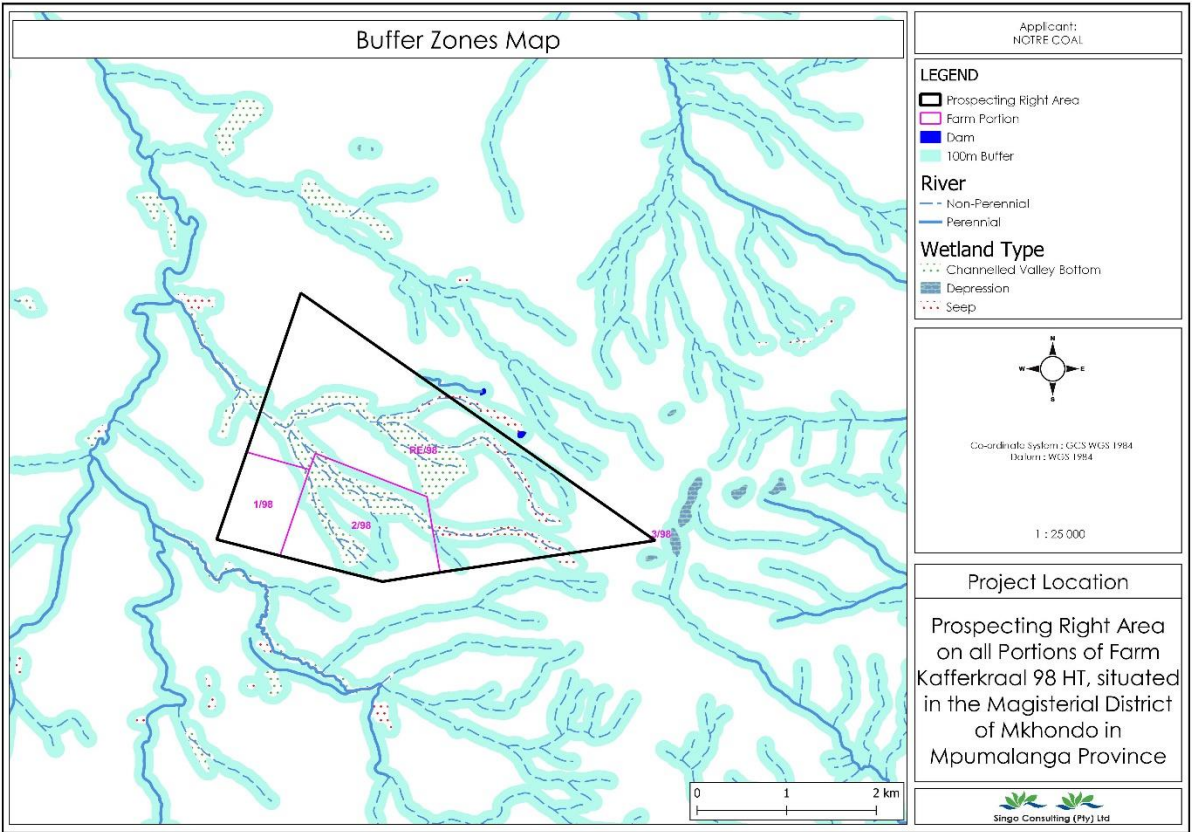 Buffer Zones Map
RE/98
1/98
2/98
3/98
0 1 2 km
Applicant:
NOTRE COAL
LEGEND
Prospecting Right Area
Farm Portion
Dam
100m Buffer
River
Non-Perennial
Perennial
Wetland Type
Channelled Valley Bottom
Depression
Seep
N
W E
S
Co-ordinate System : GCS WGS 1984
Datum : WGS 1984
1 : 25 000
Project Location
Prospecting Right Area
on all Portions of Farm
Kafferkraal 98 HT, situated
in the Magisterial District
of Mkhondo in
Mpumalanga Province
Singo Consulting (Pty) Ltd